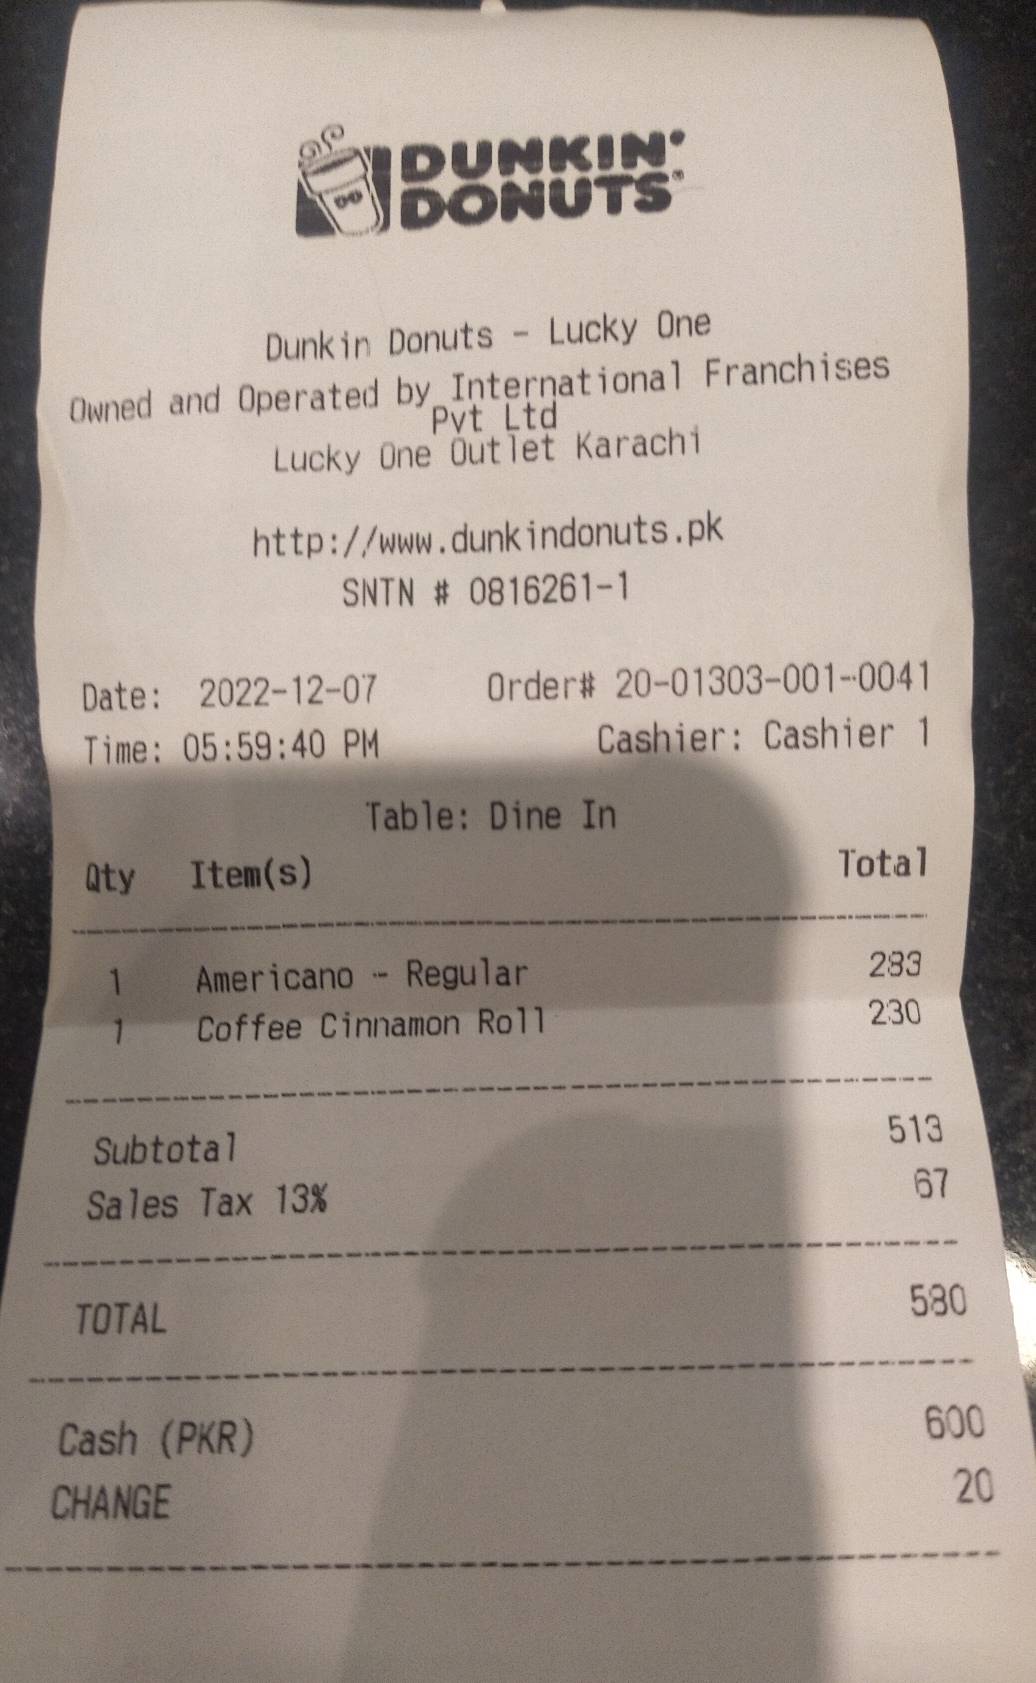 DUNKIN'
DONUTS®
Dunkin Donuts - Lucky One
Owned and Operated by International Franchises
Pvt Ltd
Lucky One Outlet Karachi
http://www.dunkindonuts.pk
SNTN # 0816261-1
Date: 2022-12-07 Order# 20-01303-001-0041
Time: 05:59:40 PM Cashier: Cashier 1
Table: Dine In
Qty Item(s) Total
1 Americano - Regular 283
1 Coffee Cinnamon Roll 230
Subtotal 513
Sales Tax 13% 67
TOTAL 580
Cash (PKR) 600
CHANGE 20